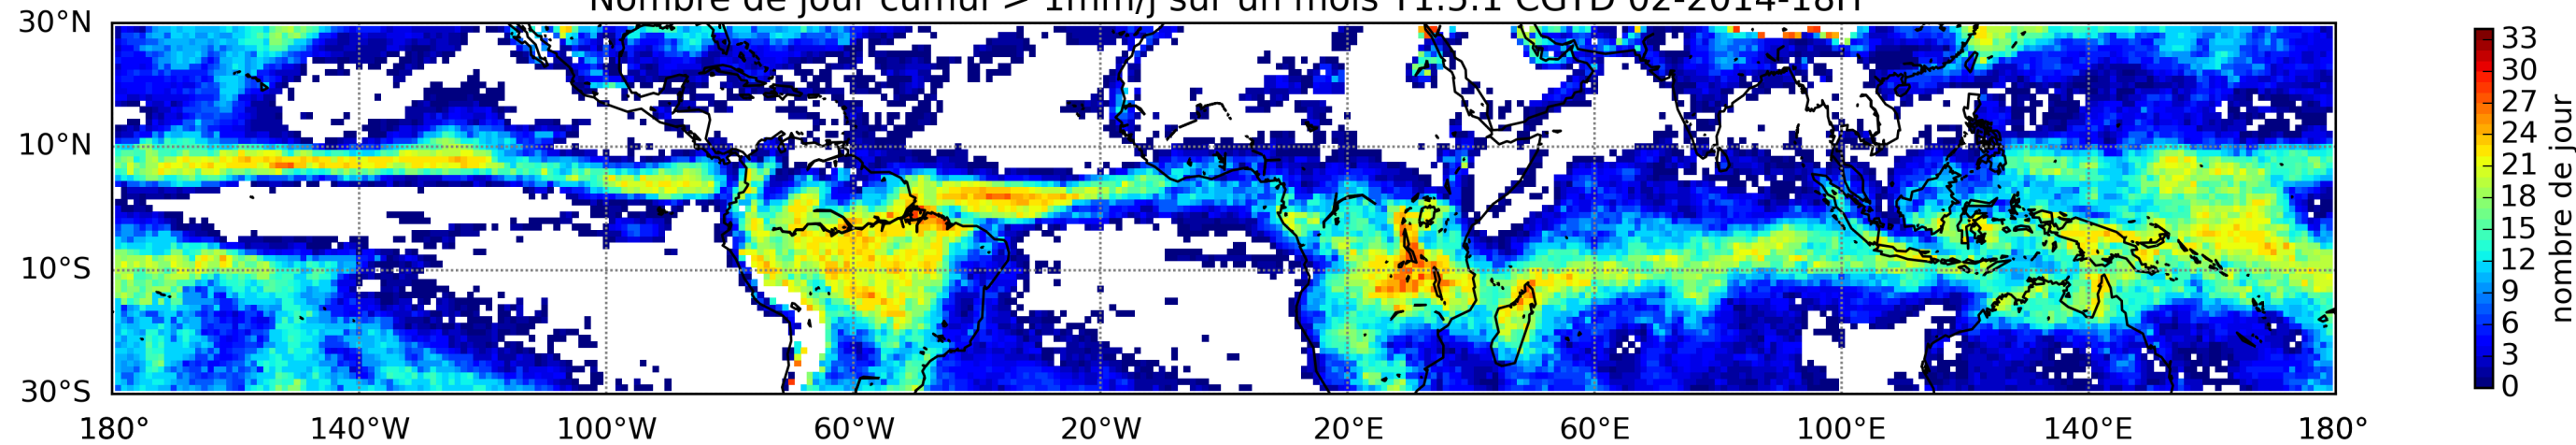 Nombre de jour cumul > 1mm/j sur un mois T1.5.1 CGTD 02-2014-18H
30°N
10°N
10°S
30°S
180° 140°W 100°W 60°W 20°W 20°E 60°E 100°E 140°E 180°
33
30
27
24
21
18
15
12
9
6
3
0
nombre de jour